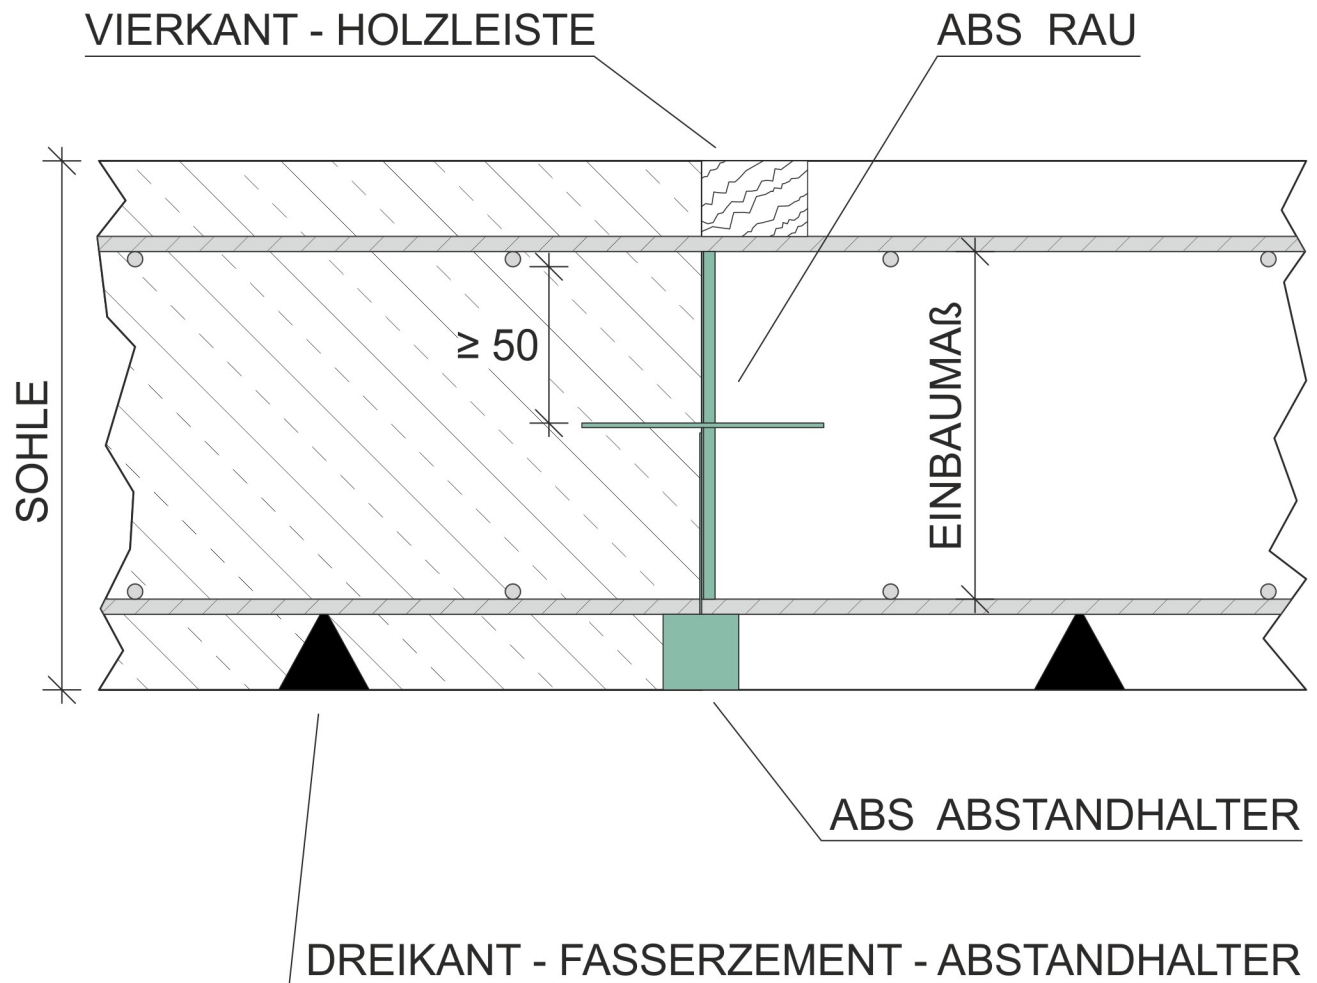 VIERKANT - HOLZLEISTE
ABS RAU
≥ 50
SOHLE
EINBAUMAß
ABS ABSTANDHALTER
DREIKANT - FASSERZEMENT - ABSTANDHALTER